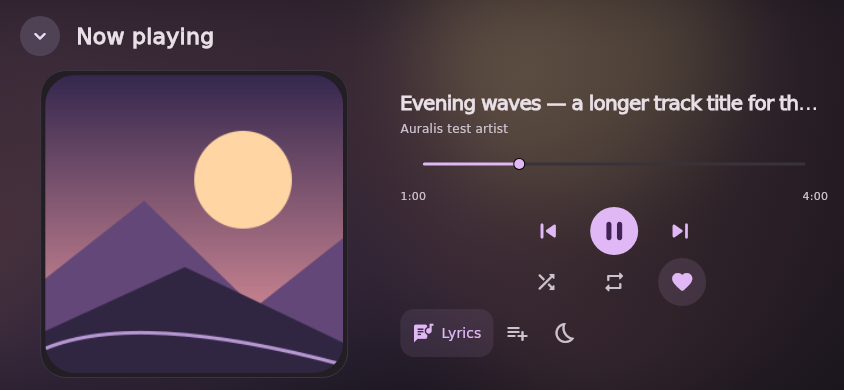 Now playing
Evening waves — a longer track title for th…
Auralis test artist
1:00
4:00
Lyrics